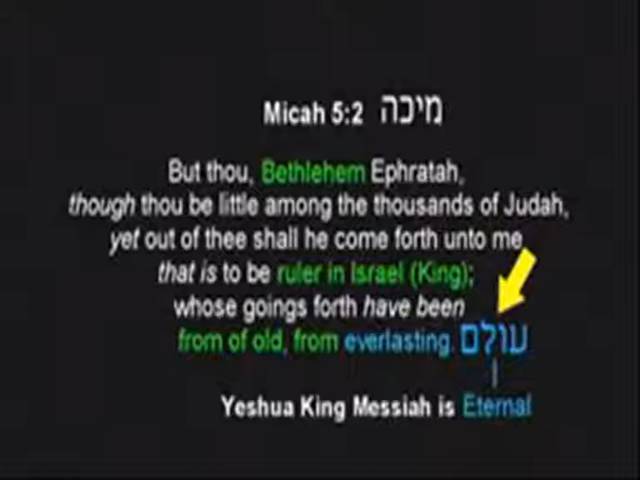 Micah 5:2 מיכה
But thou, Bethlehem Ephratah,
though thou be little among the thousands of Judah,
yet out of thee shall he come forth unto me
that is to be ruler in Israel (King);
whose goings forth have been
from of old, from everlasting. עולם
Yeshua King Messiah is Eternal